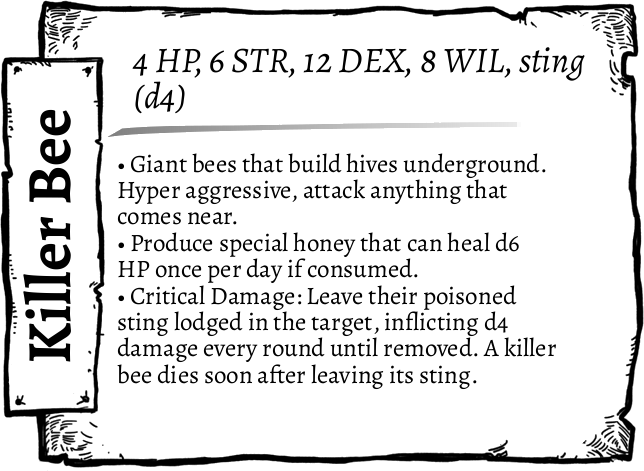 Killer Bee
4 HP, 6 STR, 12 DEX, 8 WIL, sting
(d4)
• Giant bees that build hives underground.
Hyper aggressive, attack anything that
comes near.
• Produce special honey that can heal d6
HP once per day if consumed.
• Critical Damage: Leave their poisoned
sting lodged in the target, inflicting d4
damage every round until removed. A killer
bee dies soon after leaving its sting.